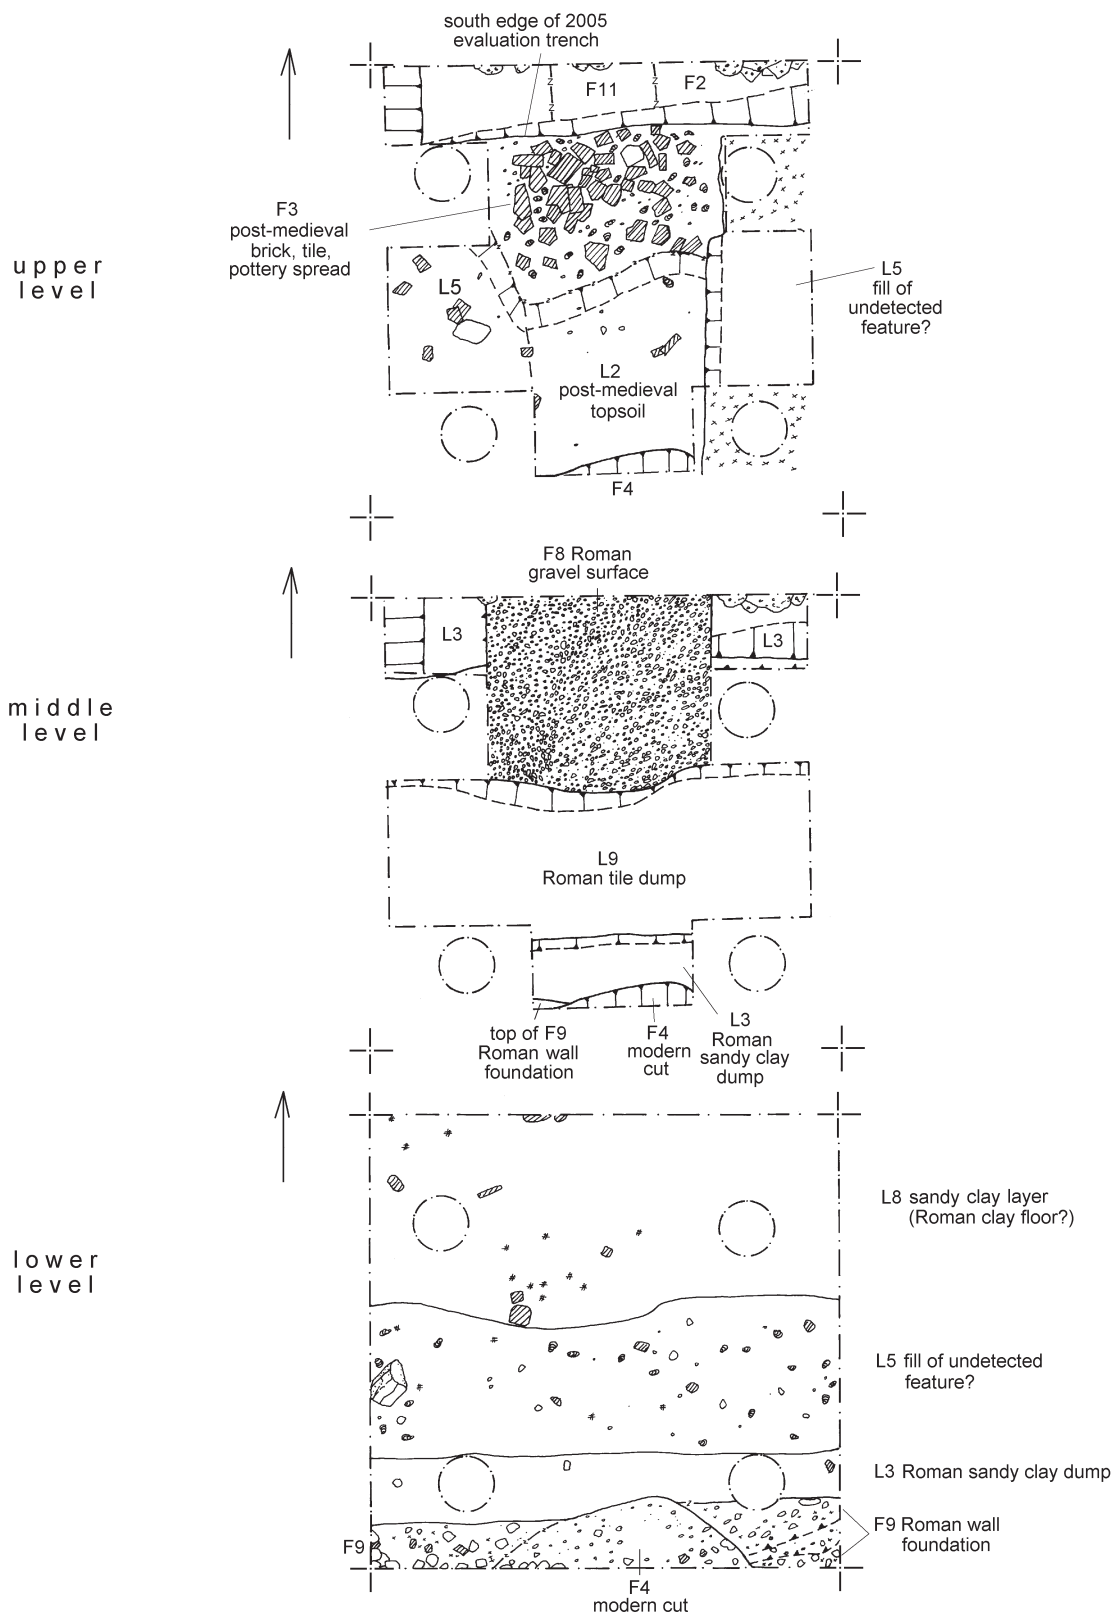 south edge of 2005
evaluation trench
F11
F2
F3
post-medieval
brick, tile,
pottery spread
upper
level
L5
L5
fill of
undetected
feature?
L2
post-medieval
topsoil
F4
F8 Roman
gravel surface
L3
L3
middle
level
L9
Roman tile dump
top of F9
Roman wall
foundation
F4
modern
cut
L3
Roman
sandy clay
dump
L8 sandy clay layer
(Roman clay floor?)
lower
level
L5 fill of undetected
feature?
L3 Roman sandy clay dump
F9 Roman wall
foundation
F9
F4
modern cut